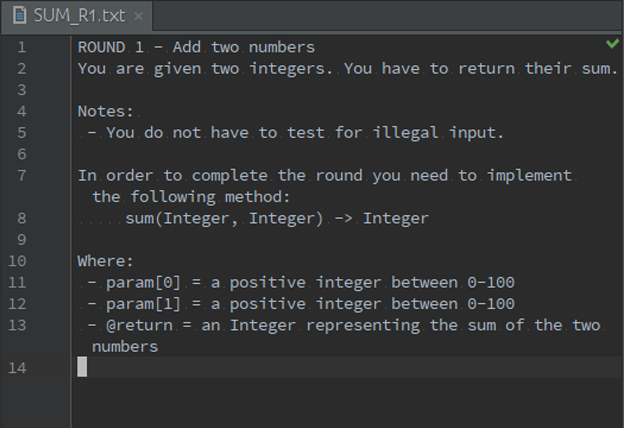 SUM_R1.txt ×
1 ROUND 1 - Add two numbers
2 You are given two integers. You have to return their sum.
3
4 Notes:
5 - You do not have to test for illegal input.
6
7 In order to complete the round you need to implement
the following method:
8 sum(Integer, Integer) -> Integer
9
10 Where:
11 - param[0] = a positive integer between 0-100
12 - param[1] = a positive integer between 0-100
13 - @return = an Integer representing the sum of the two
numbers
14